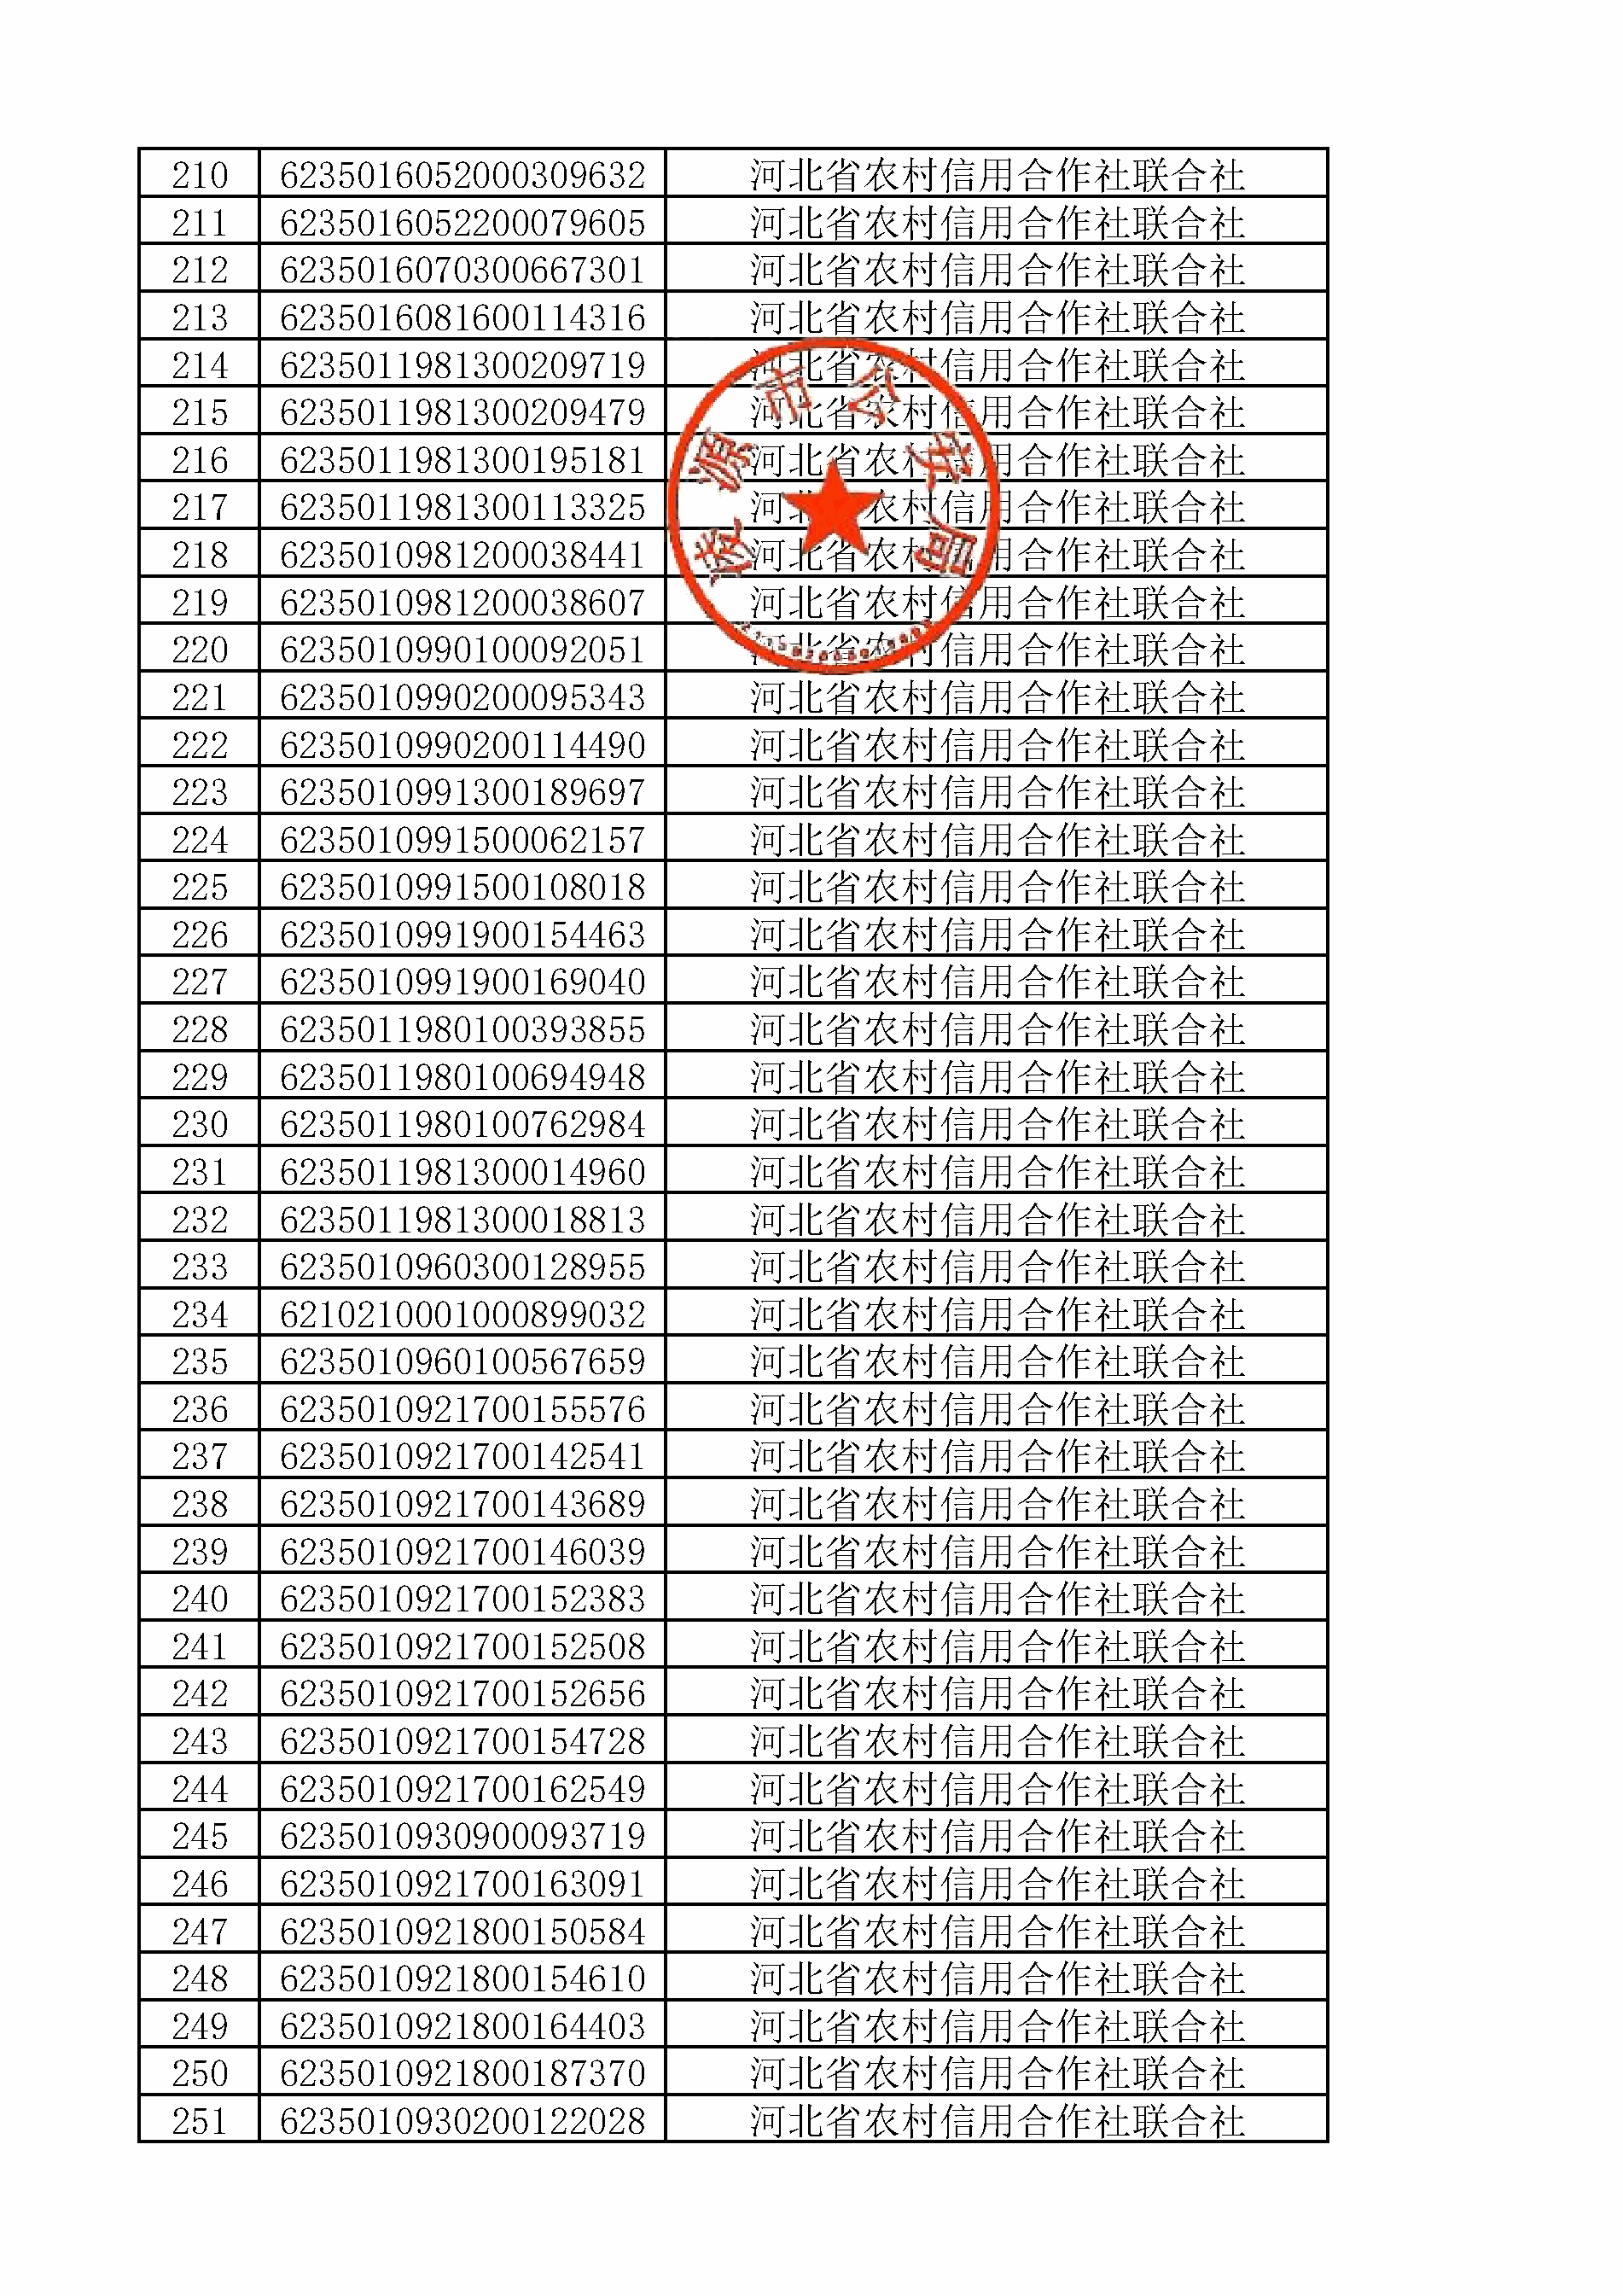 210 6235016052000309632 河北省农村信用合作社联合社
211 6235016052200079605 河北省农村信用合作社联合社
212 6235016070300667301 河北省农村信用合作社联合社
213 6235016081600114316 河北省农村信用合作社联合社
214 6235011981300209719 河北省农村信用合作社联合社
215 6235011981300209479 河北省农村信用合作社联合社
216 6235011981300195181 河北省农村信用合作社联合社
217 6235011981300113325 河北省农村信用合作社联合社
218 6235010981200038441 河北省农村信用合作社联合社
219 6235010981200038607 河北省农村信用合作社联合社
220 6235010990100092051 河北省农村信用合作社联合社
221 6235010990200095343 河北省农村信用合作社联合社
222 6235010990200114490 河北省农村信用合作社联合社
223 6235010991300189697 河北省农村信用合作社联合社
224 6235010991500062157 河北省农村信用合作社联合社
225 6235010991500108018 河北省农村信用合作社联合社
226 6235010991900154463 河北省农村信用合作社联合社
227 6235010991900169040 河北省农村信用合作社联合社
228 6235011980100393855 河北省农村信用合作社联合社
229 6235011980100694948 河北省农村信用合作社联合社
230 6235011980100762984 河北省农村信用合作社联合社
231 6235011981300014960 河北省农村信用合作社联合社
232 6235011981300018813 河北省农村信用合作社联合社
233 6235010960300128955 河北省农村信用合作社联合社
234 6210210001000899032 河北省农村信用合作社联合社
235 6235010960100567659 河北省农村信用合作社联合社
236 6235010921700155576 河北省农村信用合作社联合社
237 6235010921700142541 河北省农村信用合作社联合社
238 6235010921700143689 河北省农村信用合作社联合社
239 6235010921700146039 河北省农村信用合作社联合社
240 6235010921700152383 河北省农村信用合作社联合社
241 6235010921700152508 河北省农村信用合作社联合社
242 6235010921700152656 河北省农村信用合作社联合社
243 6235010921700154728 河北省农村信用合作社联合社
244 6235010921700162549 河北省农村信用合作社联合社
245 6235010930900093719 河北省农村信用合作社联合社
246 6235010921700163091 河北省农村信用合作社联合社
247 6235010921800150584 河北省农村信用合作社联合社
248 6235010921800154610 河北省农村信用合作社联合社
249 6235010921800164403 河北省农村信用合作社联合社
250 6235010921800187370 河北省农村信用合作社联合社
251 6235010930200122028 河北省农村信用合作社联合社
凌源市公安局